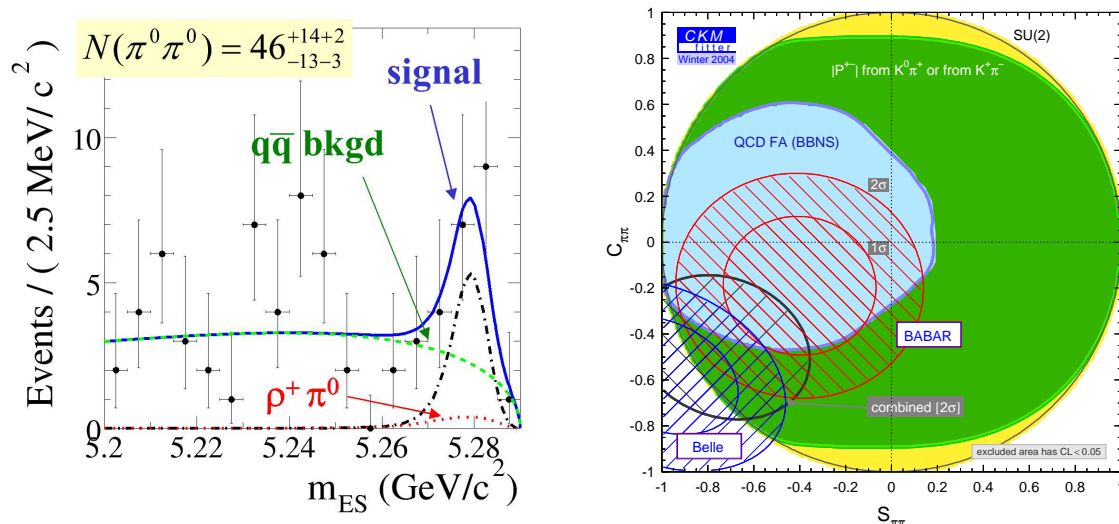 N(π⁰π⁰) = 46 +14+2 −13−3
signal
qq̅ bkgd
ρ⁺ π⁰
Events / ( 2.5 MeV/ c² )
10
5
0
5.2
5.22
5.24
5.26
5.28
m_ES (GeV/c²)
CKM
fitter
Winter 2004
SU(2)
|P⁺⁻| from K⁰π⁺ or from K⁺π⁻
QCD FA (BBNS)
2σ
1σ
BABAR
combined [2σ]
Belle
excluded area has CL < 0.05
C_ππ
1
0.8
0.6
0.4
0.2
0
-0.2
-0.4
-0.6
-0.8
-1
-1
-0.8
-0.6
-0.4
-0.2
0
0.2
0.4
0.6
0.8
1
S_ππ